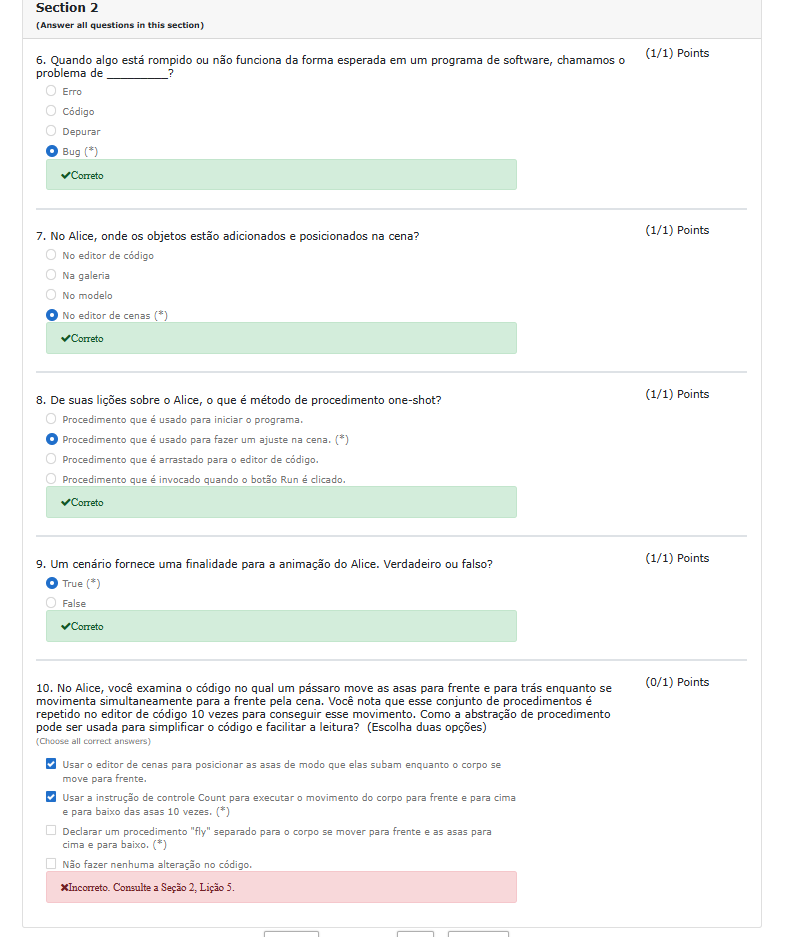 Section 2
(Answer all questions in this section)
6. Quando algo está rompido ou não funciona da forma esperada em um programa de software, chamamos o
problema de __________?
(1/1) Points
Erro
Código
Depurar
Bug (*)
✔Correto
7. No Alice, onde os objetos estão adicionados e posicionados na cena?
(1/1) Points
No editor de código
Na galeria
No modelo
No editor de cenas (*)
✔Correto
8. De suas lições sobre o Alice, o que é método de procedimento one-shot?
(1/1) Points
Procedimento que é usado para iniciar o programa.
Procedimento que é usado para fazer um ajuste na cena. (*)
Procedimento que é arrastado para o editor de código.
Procedimento que é invocado quando o botão Run é clicado.
✔Correto
9. Um cenário fornece uma finalidade para a animação do Alice. Verdadeiro ou falso?
(1/1) Points
True (*)
False
✔Correto
10. No Alice, você examina o código no qual um pássaro move as asas para frente e para trás enquanto se
movimenta simultaneamente para a frente pela cena. Você nota que esse conjunto de procedimentos é
repetido no editor de código 10 vezes para conseguir esse movimento. Como a abstração de procedimento
pode ser usada para simplificar o código e facilitar a leitura? (Escolha duas opções)
(0/1) Points
(Choose all correct answers)
Usar o editor de cenas para posicionar as asas de modo que elas subam enquanto o corpo se
move para frente.
Usar a instrução de controle Count para executar o movimento do corpo para frente e para cima
e para baixo das asas 10 vezes. (*)
Declarar um procedimento "fly" separado para o corpo se mover para frente e as asas para
cima e para baixo. (*)
Não fazer nenhuma alteração no código.
✖Incorreto. Consulte a Seção 2, Lição 5.